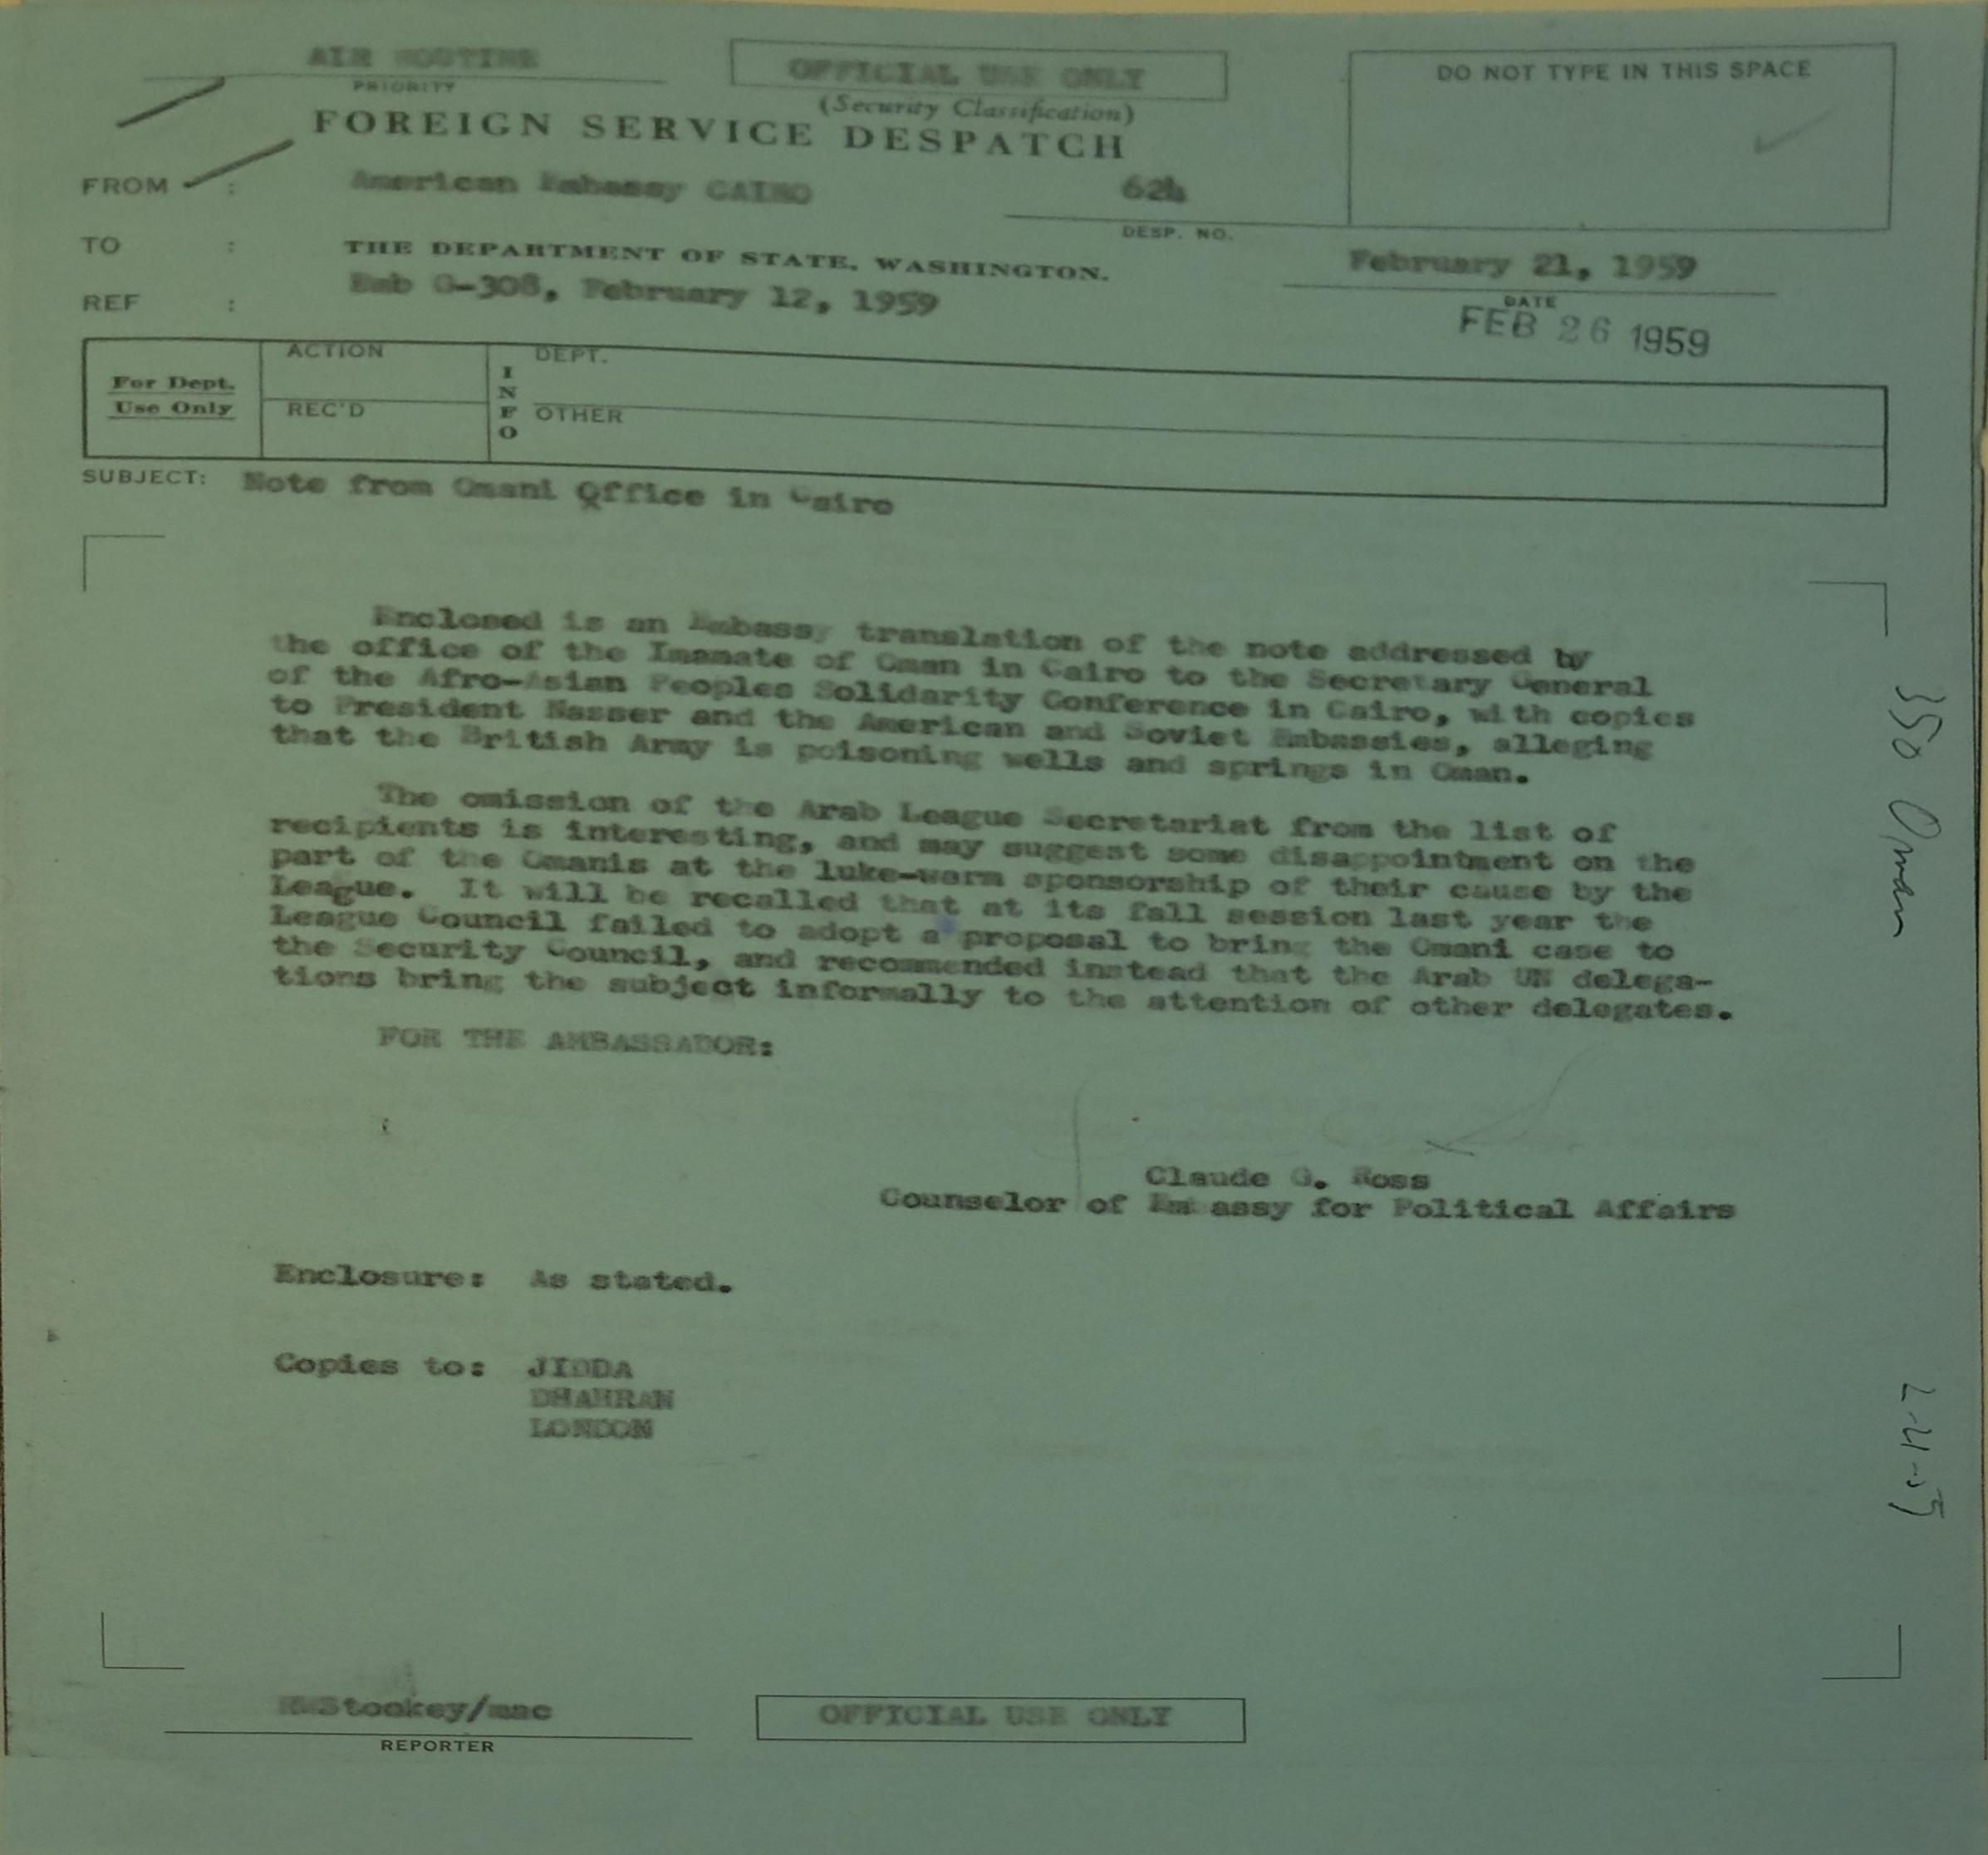 AIR ROUTINE
PRIORITY
OFFICIAL USE ONLY
(Security Classification)
DO NOT TYPE IN THIS SPACE
FOREIGN SERVICE DESPATCH
FROM : American Embassy CAIRO 624
DESP. NO.
TO : THE DEPARTMENT OF STATE, WASHINGTON.
February 21, 1959
DATE
REF : Emb G-308, February 12, 1959
FEB 26 1959
For Dept.
Use Only
ACTION
REC'D
INFO
DEPT.
OTHER
SUBJECT: Note from Omani Office in Cairo
Enclosed is an Embassy translation of the note addressed by
the office of the Imamate of Oman in Cairo to the Secretary General
of the Afro-Asian Peoples Solidarity Conference in Cairo, with copies
to President Nasser and the American and Soviet Embassies, alleging
that the British Army is poisoning wells and springs in Oman.
The omission of the Arab League Secretariat from the list of
recipients is interesting, and may suggest some disappointment on the
part of the Omanis at the luke-warm sponsorship of their cause by the
League. It will be recalled that at its fall session last year the
League Council failed to adopt a proposal to bring the Omani case to
the Security Council, and recommended instead that the Arab UN delega-
tions bring the subject informally to the attention of other delegates.
FOR THE AMBASSADOR:
Claude G. Ross
Counselor of Embassy for Political Affairs
Enclosure: As stated.
Copies to: JIDDA
DHAHRAN
LONDON
RWStookey/mac
REPORTER
OFFICIAL USE ONLY
350 Oman